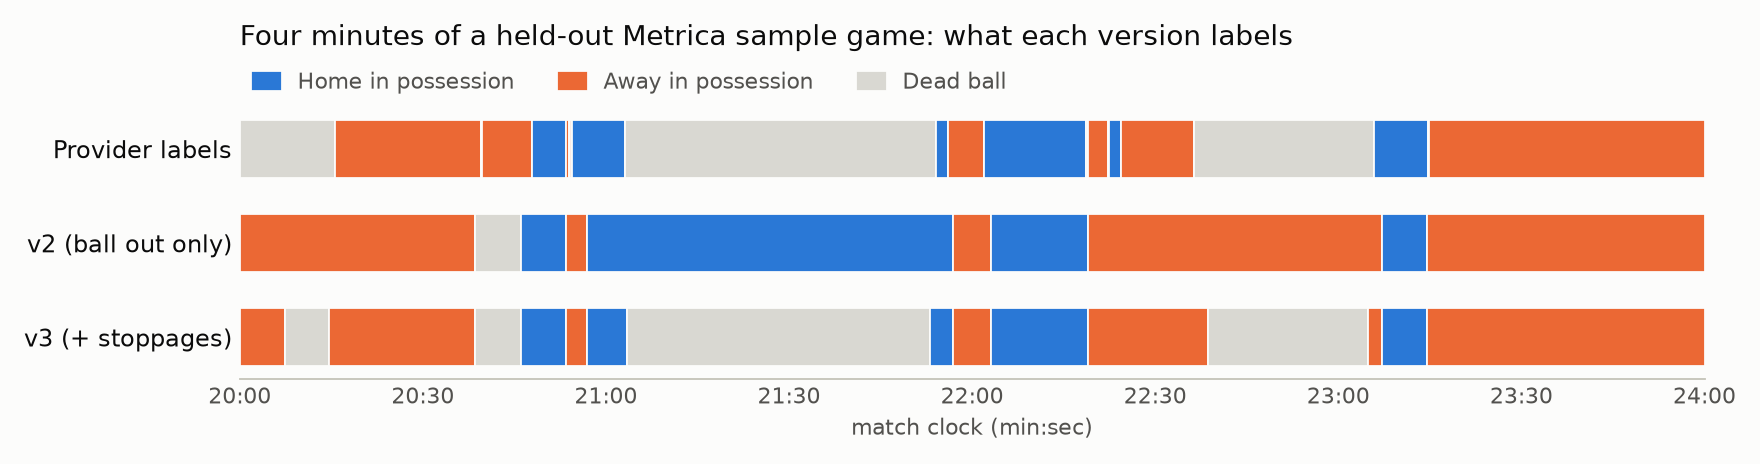 Four minutes of a held-out Metrica sample game: what each version labels
Home in possession Away in possession Dead ball
Provider labels
v2 (ball out only)
v3 (+ stoppages)
20:00 20:30 21:00 21:30 22:00 22:30 23:00 23:30 24:00
match clock (min:sec)